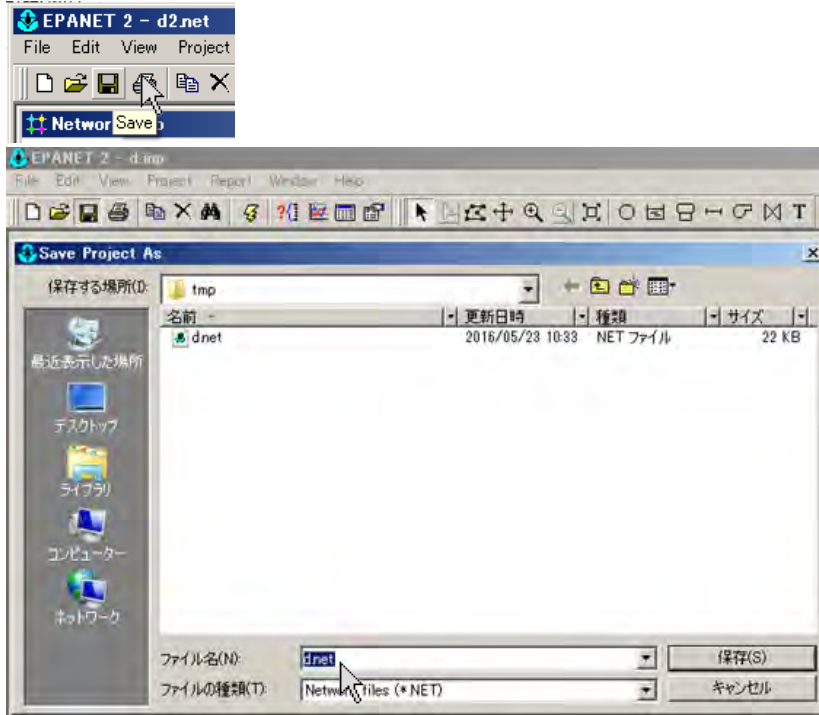 EPANET 2 - d2.net
File Edit View Project
Networ
Save
EPANET 2 - d.inp
File Edit View Project Report Window Help
T
Save Project As
保存する場所(I):
tmp
名前
更新日時
種類
サイズ
d.net
2016/05/23 10:33
NET ファイル
22 KB
最近表示した場所
デスクトップ
ライブラリ
コンピューター
ネットワーク
ファイル名(N):
d.net
保存(S)
ファイルの種類(T):
Network files (*.NET)
キャンセル